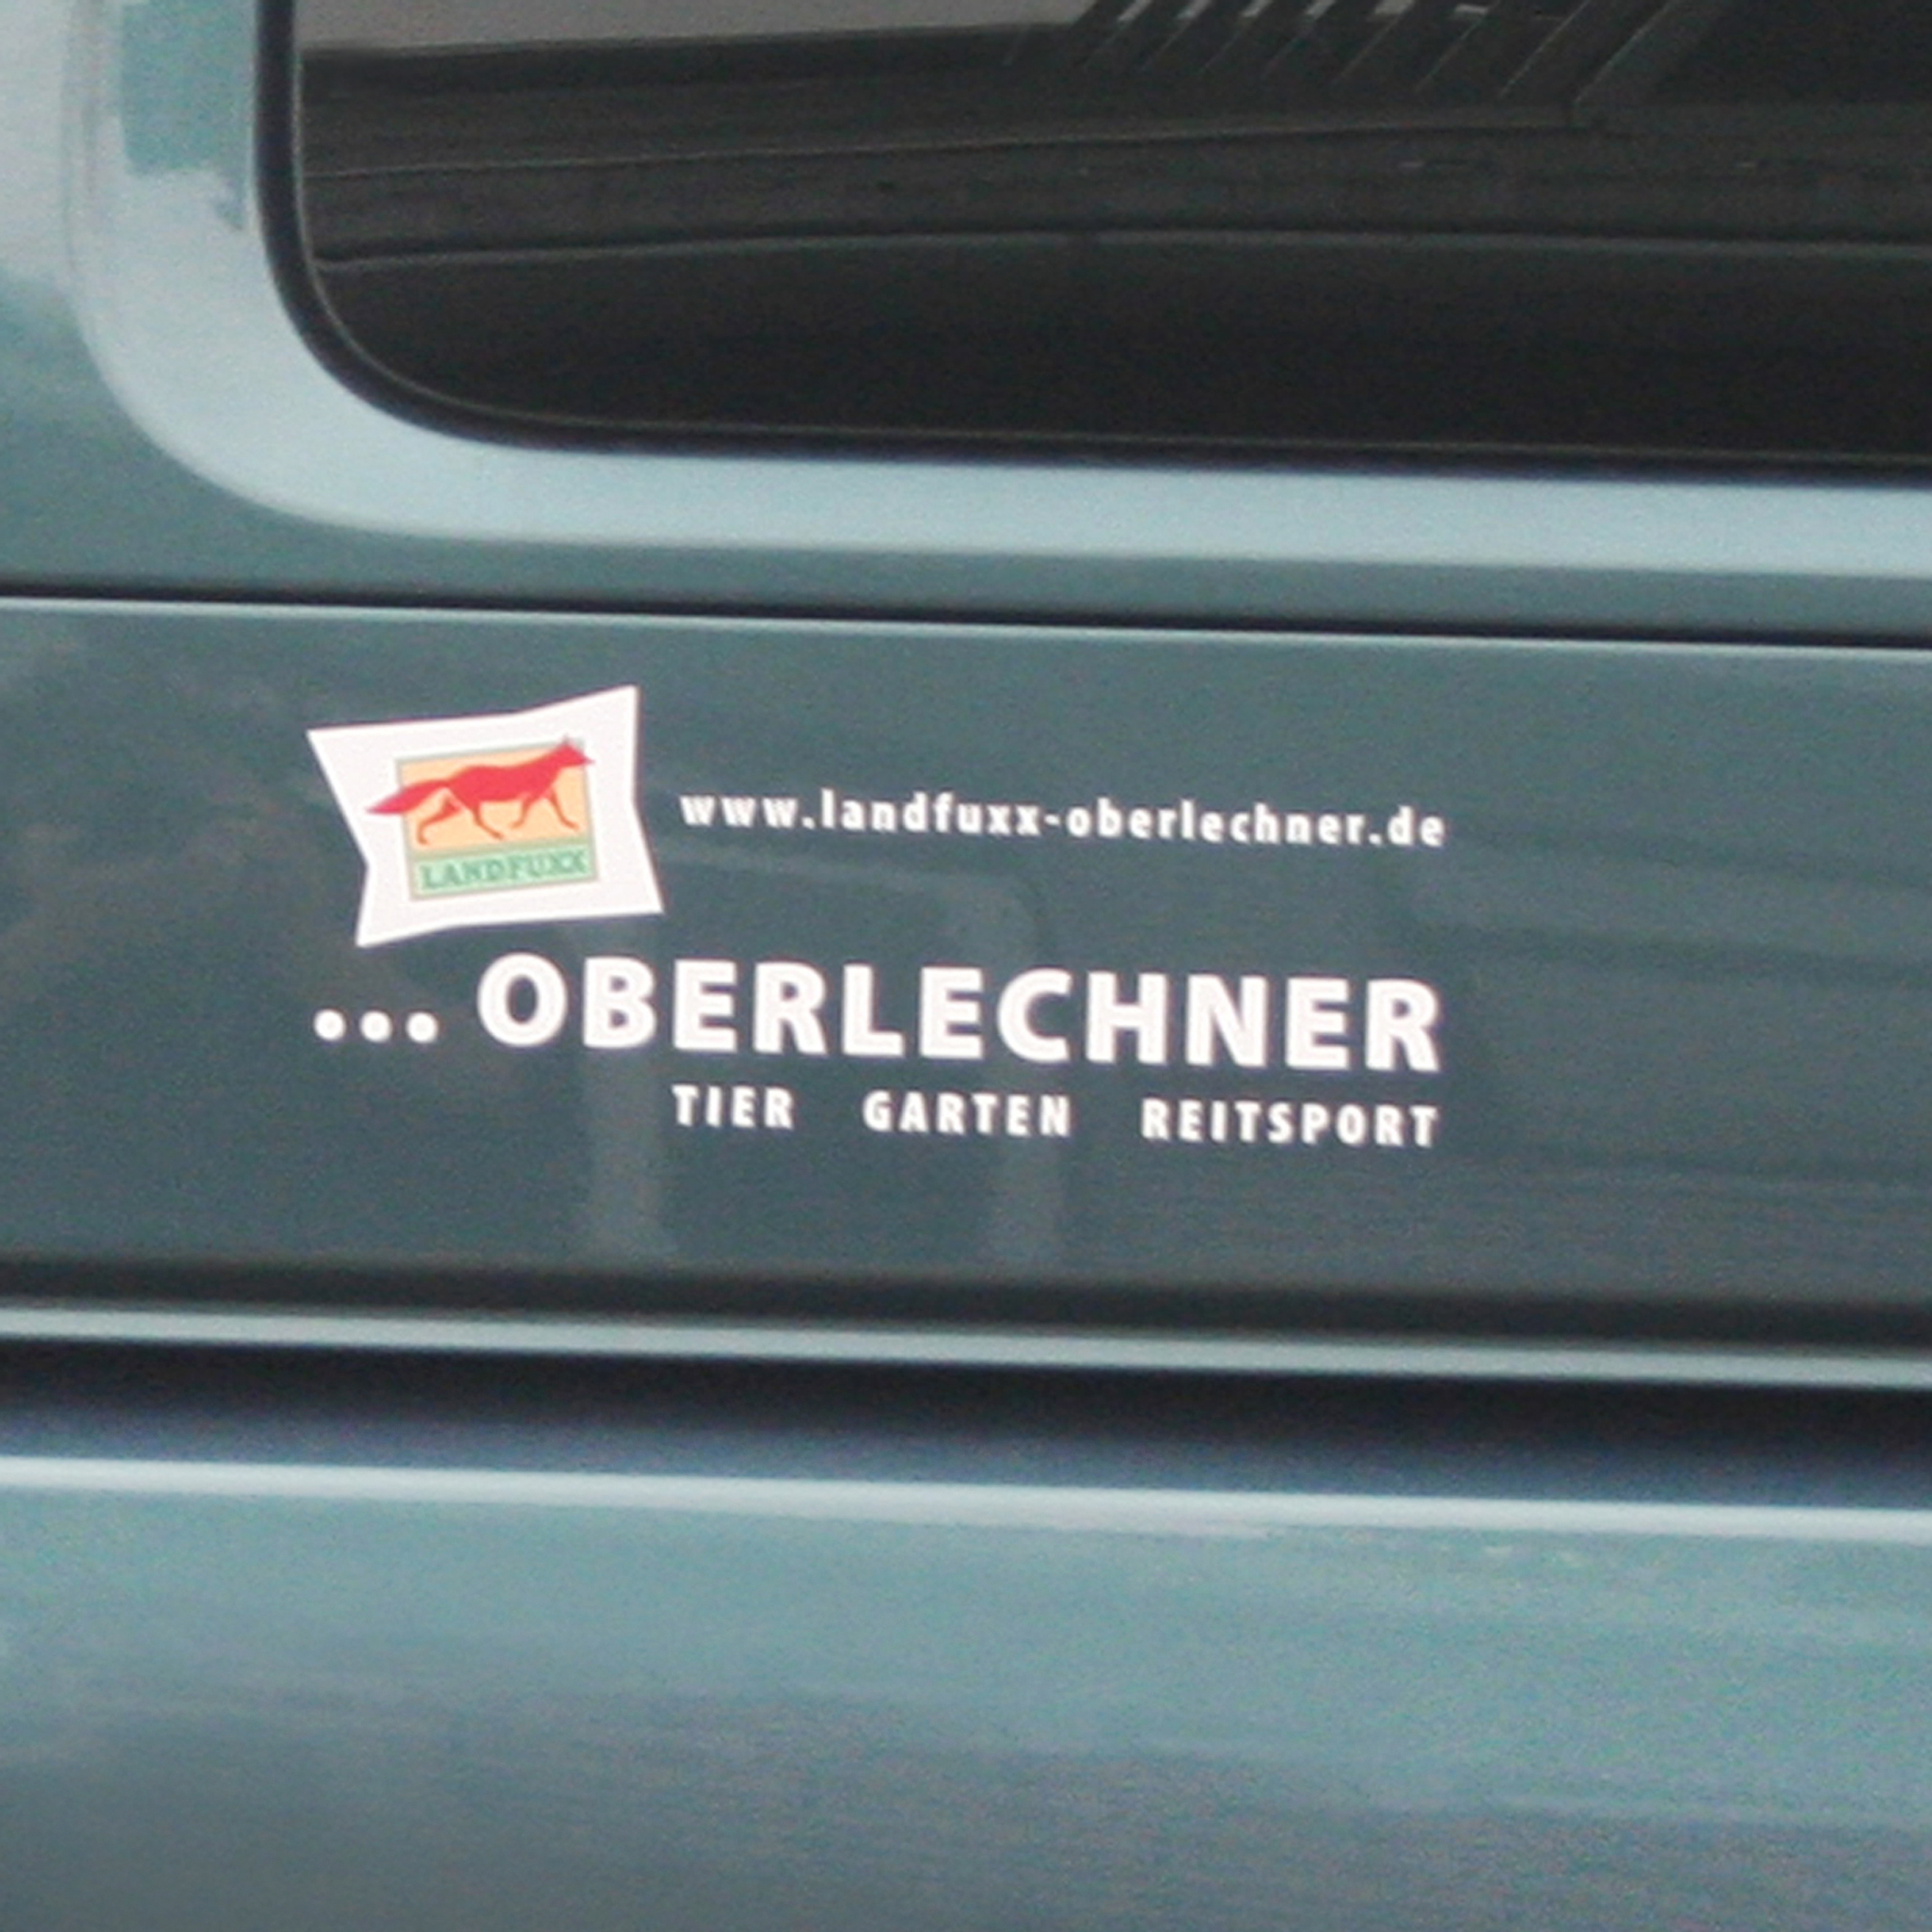 LANDFUXX
www.landfuxx-oberlechner.de
... OBERLECHNER
TIER GARTEN REITSPORT